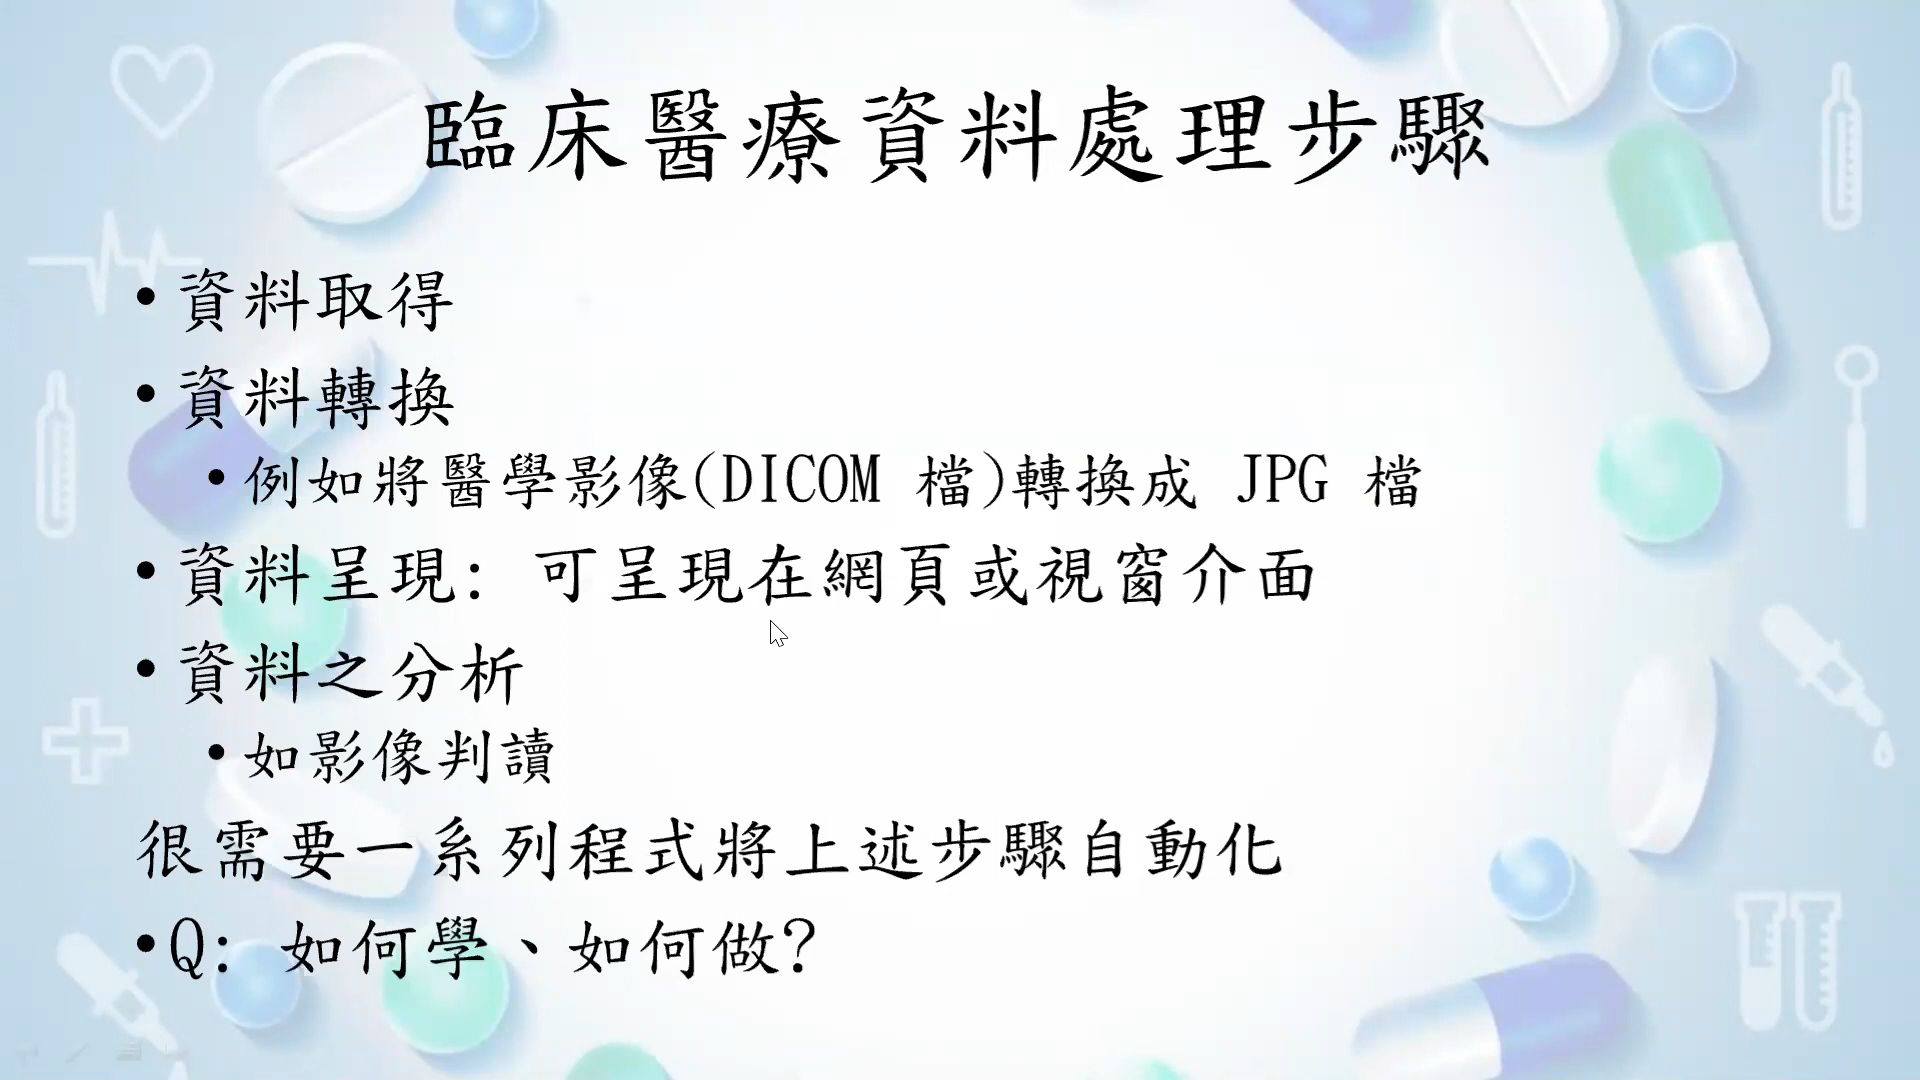 臨床醫療資料處理步驟
• 資料取得
• 資料轉換
• 例如將醫學影像(DICOM 檔)轉換成 JPG 檔
• 資料呈現: 可呈現在網頁或視窗介面
• 資料之分析
• 如影像判讀
很需要一系列程式將上述步驟自動化
• Q: 如何學、如何做?